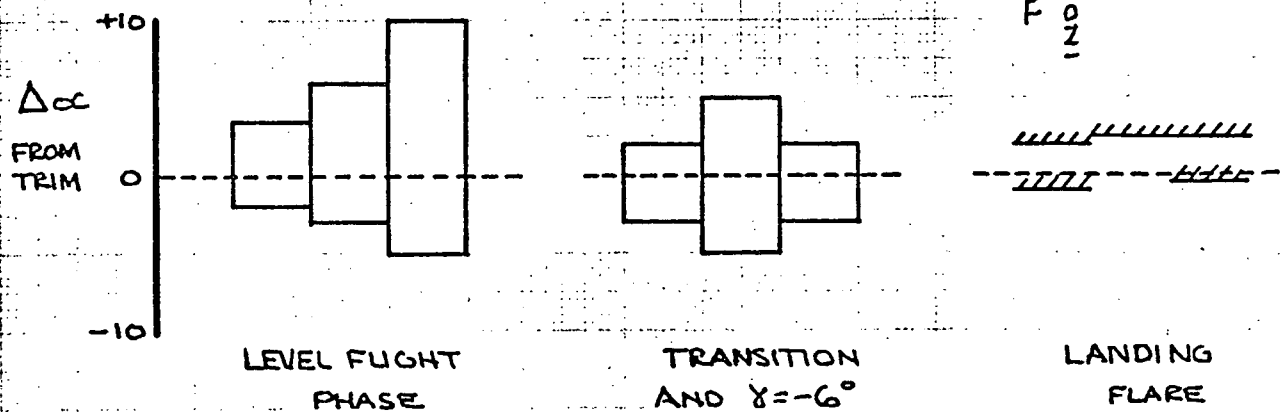 +10
Δα
FROM
TRIM
0
-10
LEVEL FLIGHT
PHASE
TRANSITION
AND γ=-6°
LANDING
FLARE